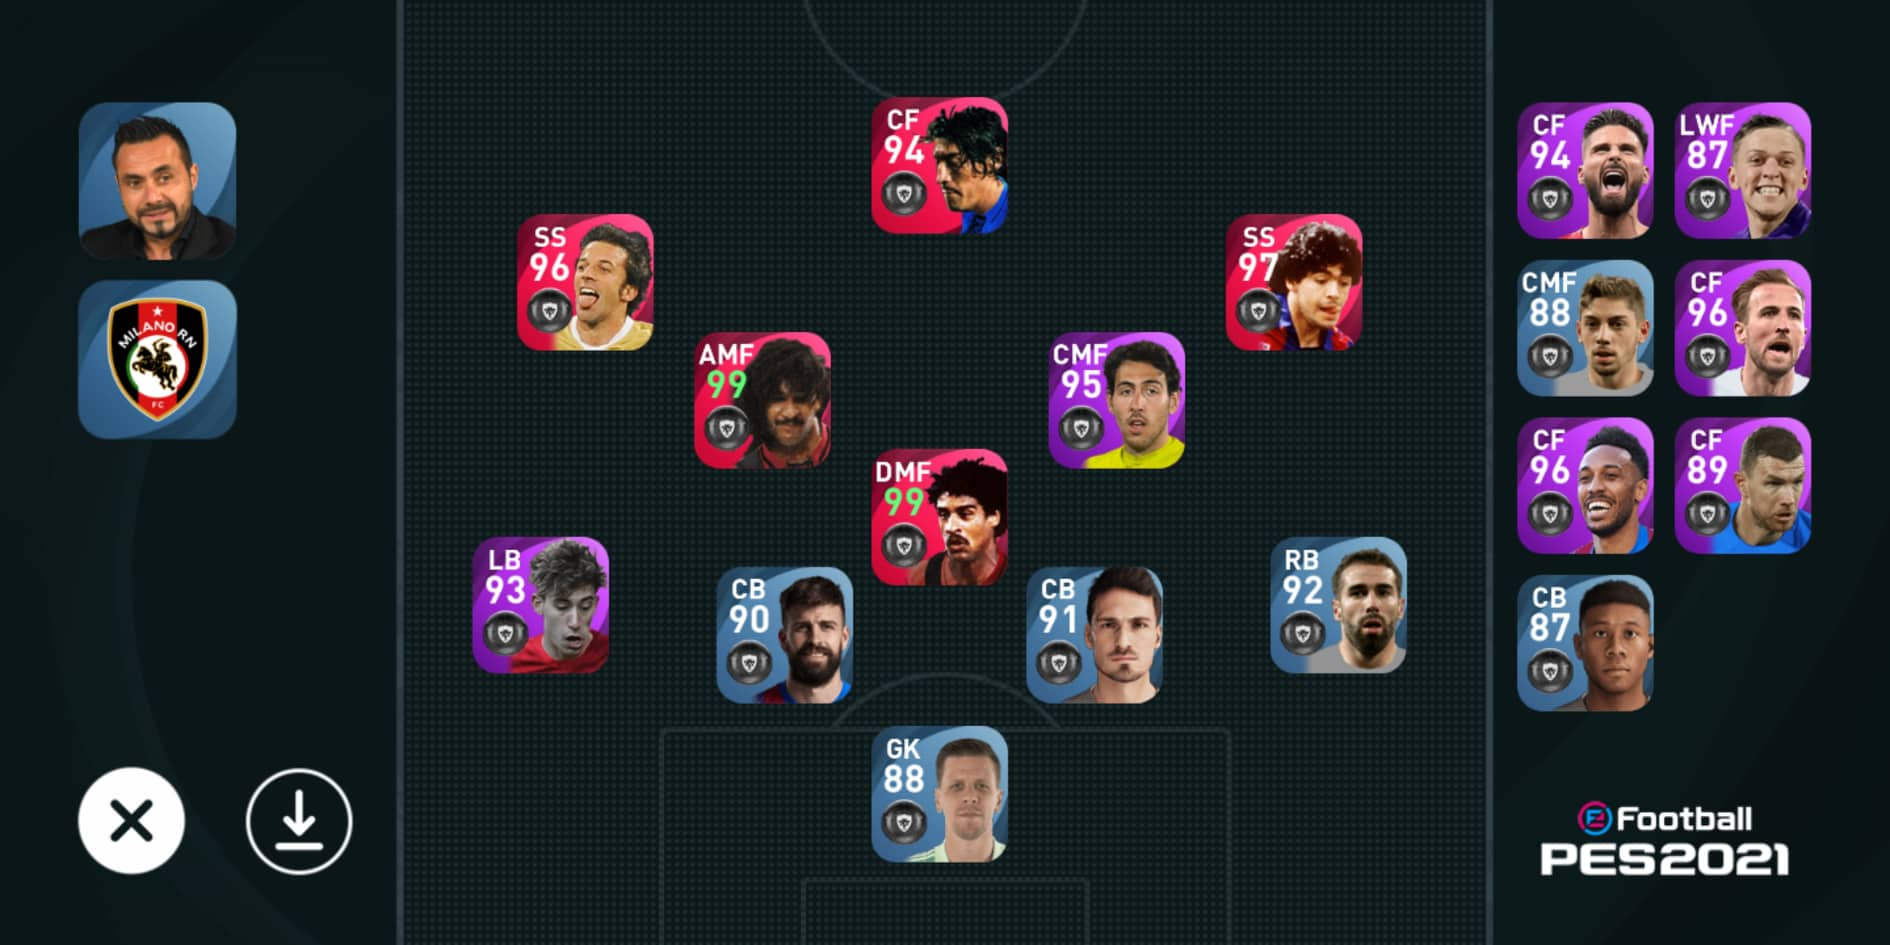 MILANO RN
FC
CF
94
SS
96
SS
97
AMF
99
CMF
95
DMF
99
LB
93
CB
90
CB
91
RB
92
GK
88
CF
94
LWF
87
CMF
88
CF
96
CF
96
CF
89
CB
87
eFootball
PES2021